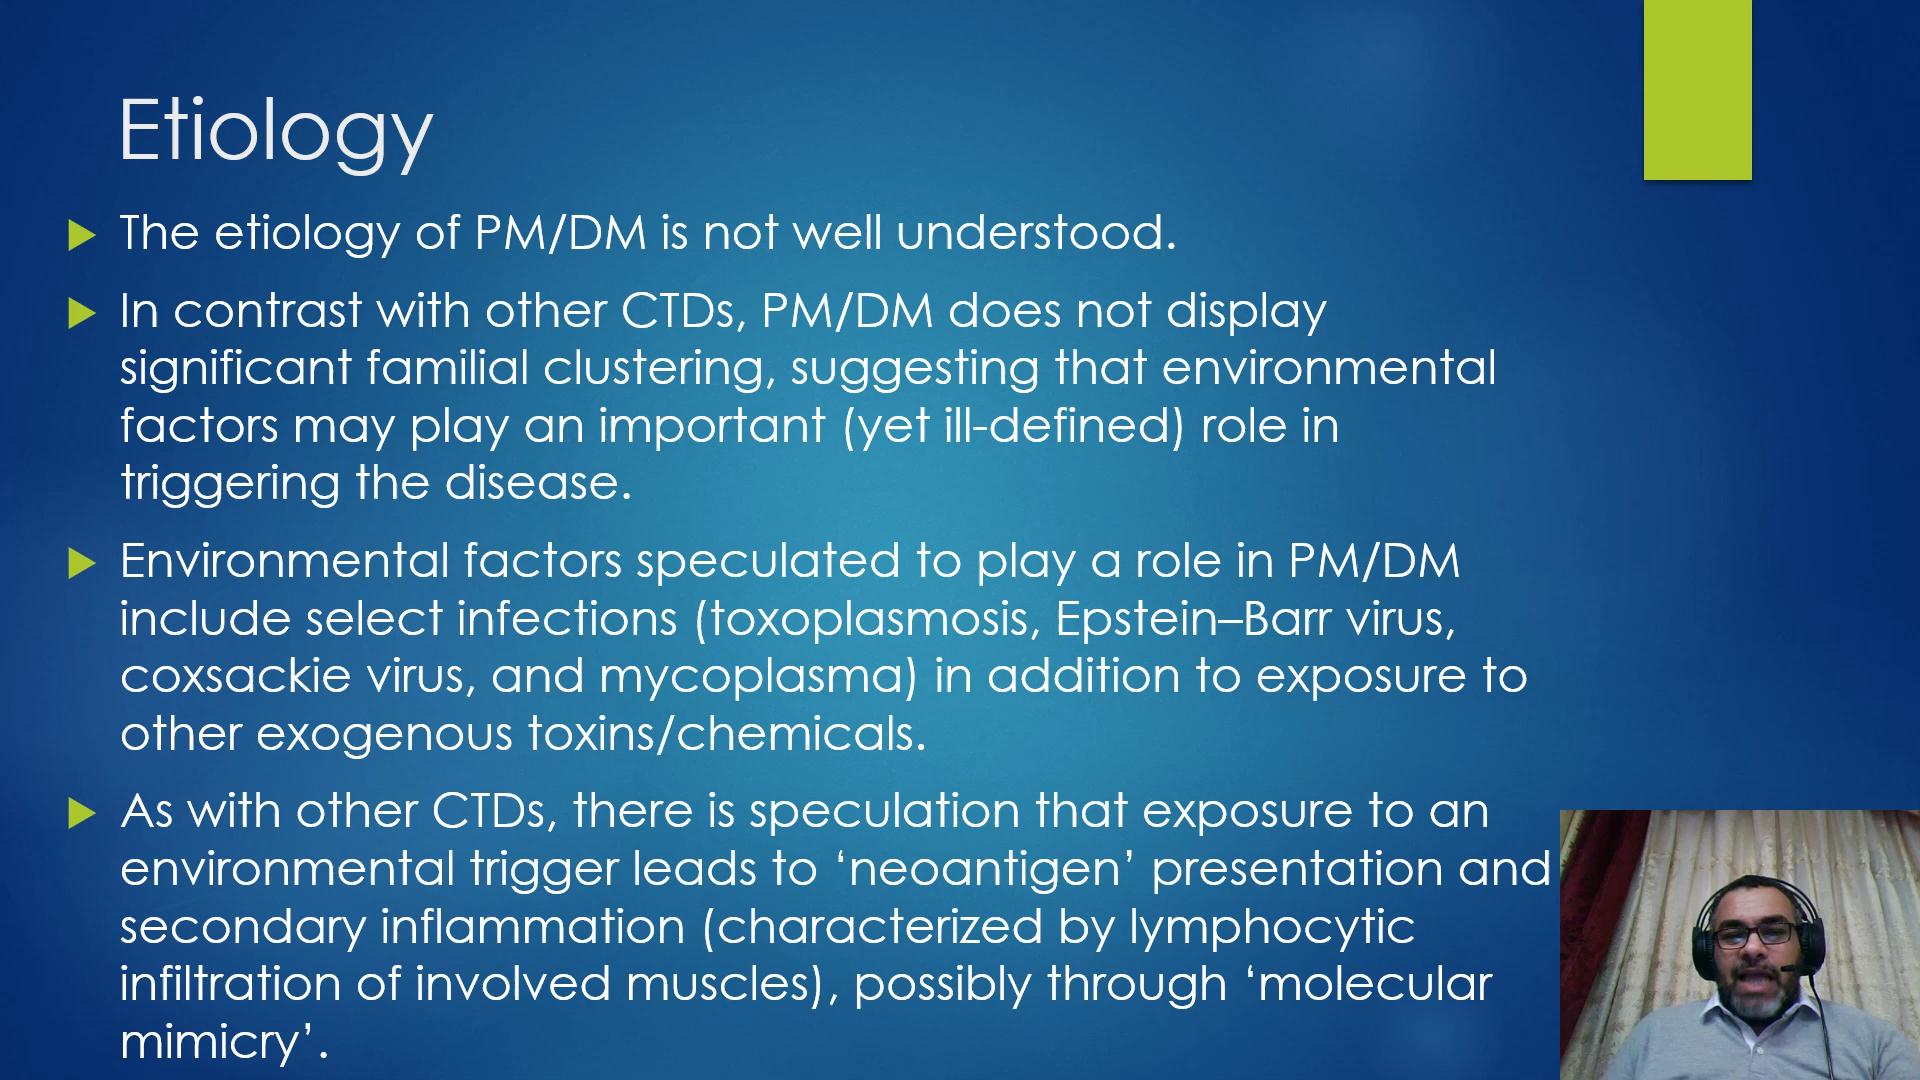 Etiology
The etiology of PM/DM is not well understood.
In contrast with other CTDs, PM/DM does not display
significant familial clustering, suggesting that environmental
factors may play an important (yet ill-defined) role in
triggering the disease.
Environmental factors speculated to play a role in PM/DM
include select infections (toxoplasmosis, Epstein–Barr virus,
coxsackie virus, and mycoplasma) in addition to exposure to
other exogenous toxins/chemicals.
As with other CTDs, there is speculation that exposure to an
environmental trigger leads to ‘neoantigen’ presentation and
secondary inflammation (characterized by lymphocytic
infiltration of involved muscles), possibly through ‘molecular
mimicry’.